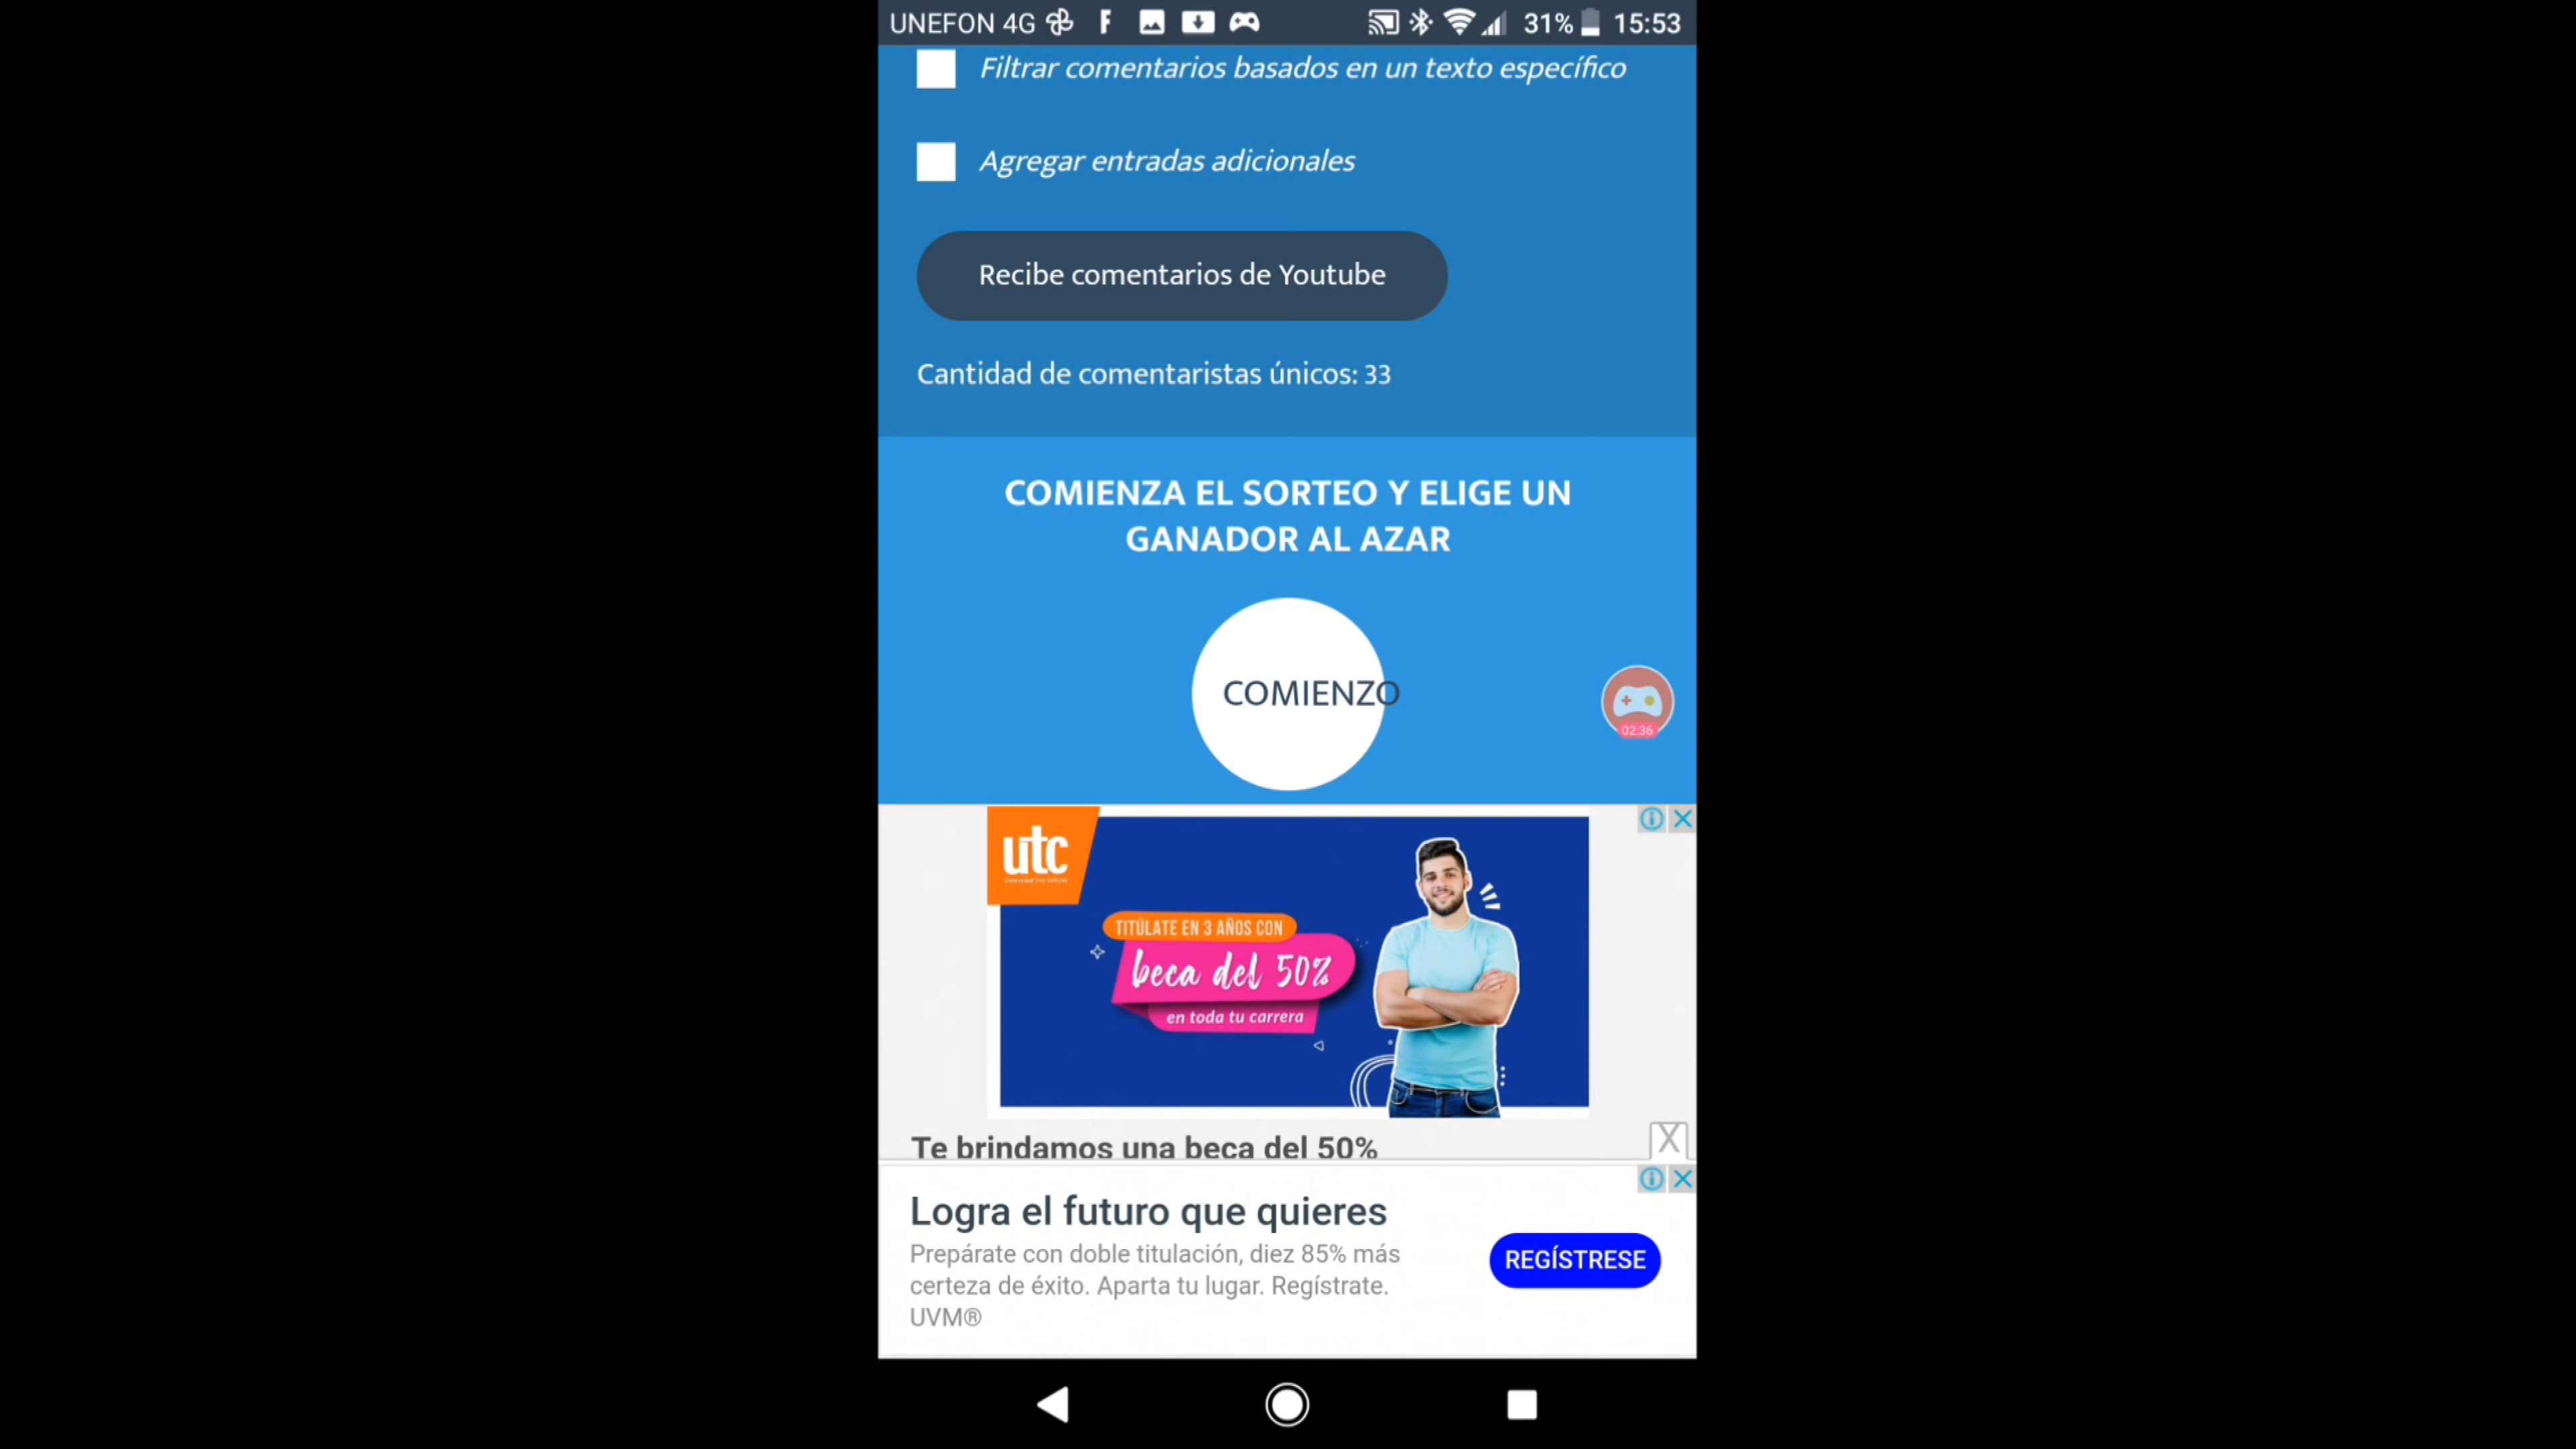 UNEFON 4G 31% 15:53
Filtrar comentarios basados en un texto específico
Agregar entradas adicionales
Recibe comentarios de Youtube
Cantidad de comentaristas únicos: 33
COMIENZA EL SORTEO Y ELIGE UN
GANADOR AL AZAR
COMIENZO
02:36
utc
TITÚLATE EN 3 AÑOS CON
beca del 50%
en toda tu carrera
Te brindamos una beca del 50%
X
Logra el futuro que quieres
Prepárate con doble titulación, diez 85% más
certeza de éxito. Aparta tu lugar. Regístrate.
UVM®
REGÍSTRESE